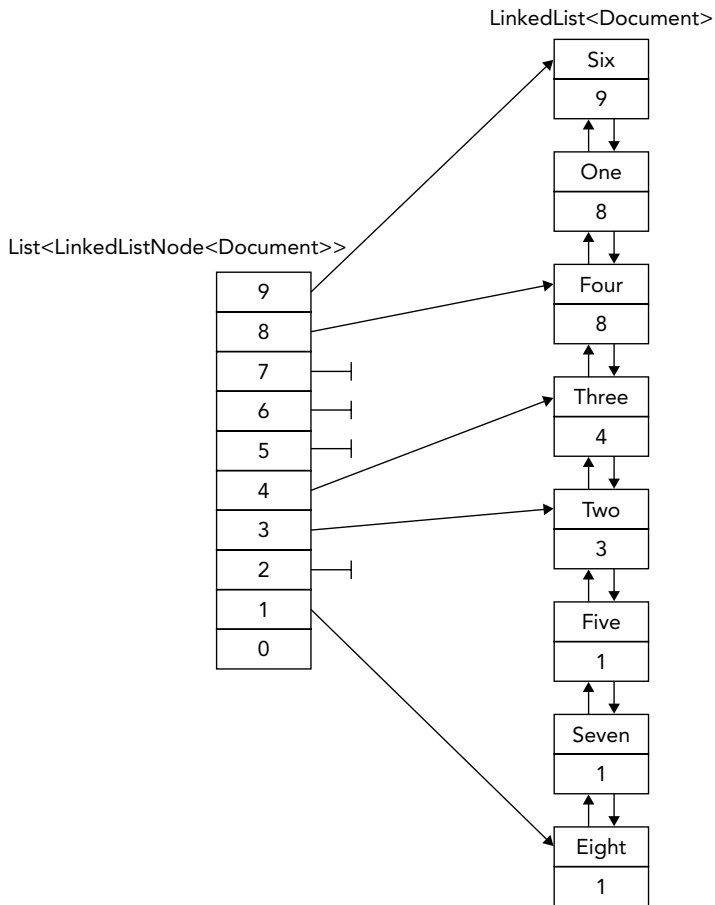 LinkedList<Document>
Six
9
One
8
Four
8
Three
4
Two
3
Five
1
Seven
1
Eight
1
List<LinkedListNode<Document>>
9
8
7
6
5
4
3
2
1
0